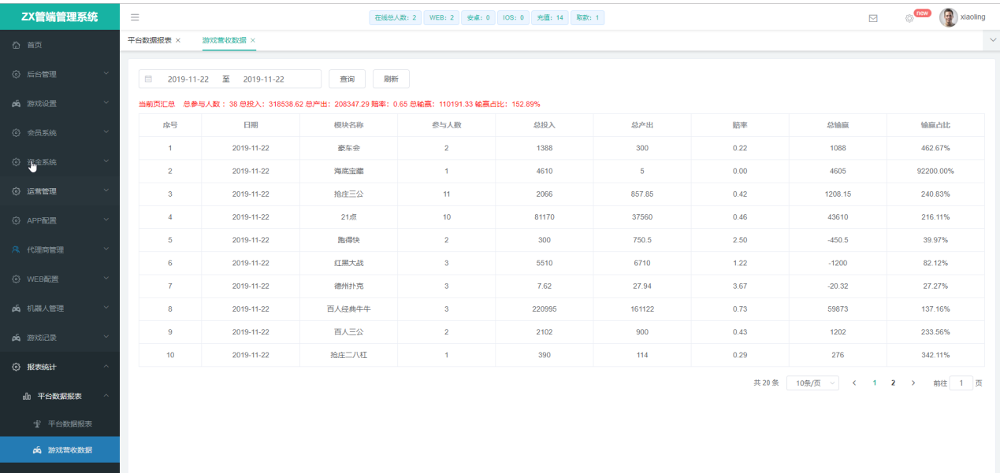 ZX管端管理系统
在线总人数：2 WEB：2 安卓：0 IOS：0 充值：14 取款：1
new xiaoling
平台数据报表 × 游戏营收数据 ×
首页
后台管理
游戏设置
会员系统
资金系统
运营管理
APP配置
代理商管理
WEB配置
机器人管理
游戏记录
报表统计
平台数据报表
平台数据报表
游戏营收数据
2019-11-22 至 2019-11-22 查询 刷新
当前页汇总 总参与人数：38 总投入：318538.62 总产出：208347.29 赔率：0.65 总输赢：110191.33 输赢占比：152.89%
序号 日期 模块名称 参与人数 总投入 总产出 赔率 总输赢 输赢占比
1 2019-11-22 豪车会 2 1388 300 0.22 1088 462.67%
2 2019-11-22 海底宝藏 1 4610 5 0.00 4605 92200.00%
3 2019-11-22 抢庄三公 11 2066 857.85 0.42 1208.15 240.83%
4 2019-11-22 21点 10 81170 37560 0.46 43610 216.11%
5 2019-11-22 跑得快 2 300 750.5 2.50 -450.5 39.97%
6 2019-11-22 红黑大战 3 5510 6710 1.22 -1200 82.12%
7 2019-11-22 德州扑克 3 7.62 27.94 3.67 -20.32 27.27%
8 2019-11-22 百人经典牛牛 3 220995 161122 0.73 59873 137.16%
9 2019-11-22 百人三公 2 2102 900 0.43 1202 233.56%
10 2019-11-22 抢庄二八杠 1 390 114 0.29 276 342.11%
共 20 条 10条/页 1 2 前往 1 页